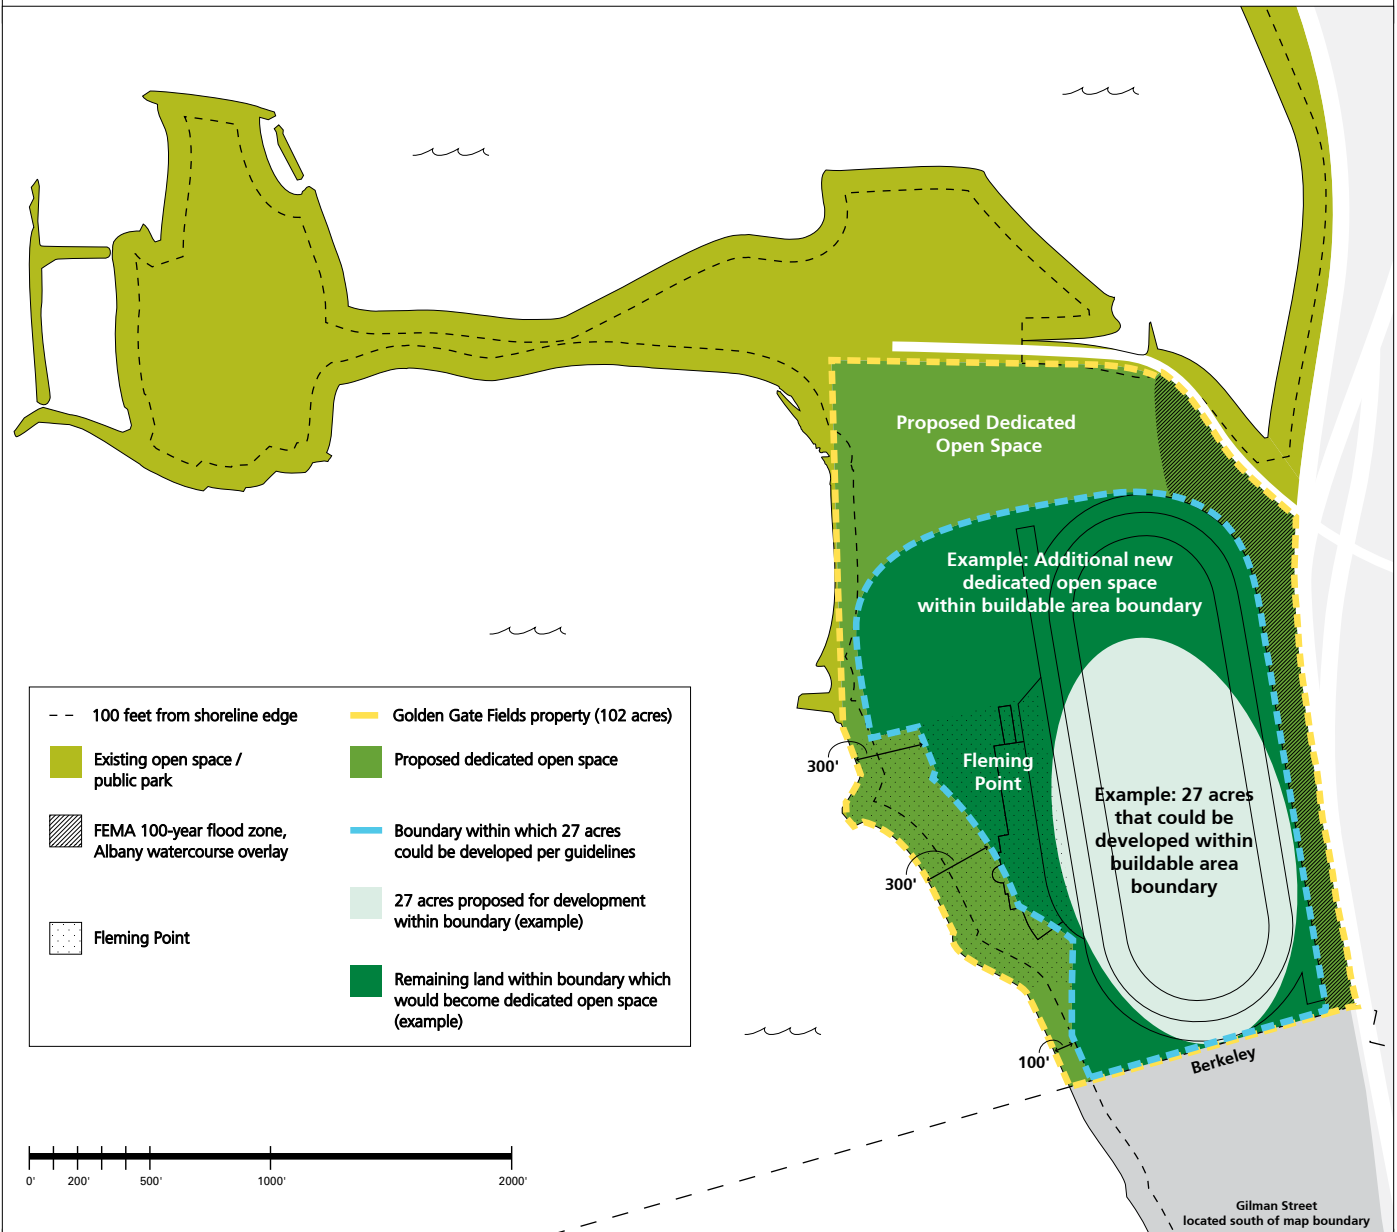 Proposed Dedicated
Open Space
Example: Additional new
dedicated open space
within buildable area boundary
Fleming
Point
Example: 27 acres
that could be
developed within
buildable area
boundary
300'
300'
100'
Berkeley
100 feet from shoreline edge
Existing open space /
public park
FEMA 100-year flood zone,
Albany watercourse overlay
Fleming Point
Golden Gate Fields property (102 acres)
Proposed dedicated open space
Boundary within which 27 acres
could be developed per guidelines
27 acres proposed for development
within boundary (example)
Remaining land within boundary which
would become dedicated open space
(example)
0' 200' 500' 1000' 2000'
Gilman Street
located south of map boundary